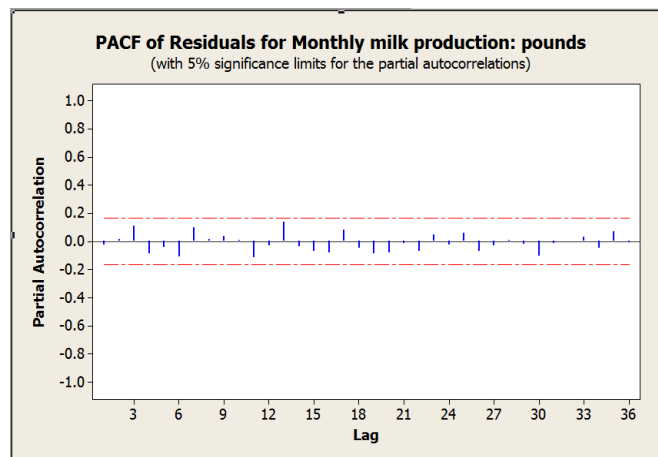 PACF of Residuals for Monthly milk production: pounds
(with 5% significance limits for the partial autocorrelations)
Partial Autocorrelation
1.0
0.8
0.6
0.4
0.2
0.0
-0.2
-0.4
-0.6
-0.8
-1.0
3 6 9 12 15 18 21 24 27 30 33 36
Lag